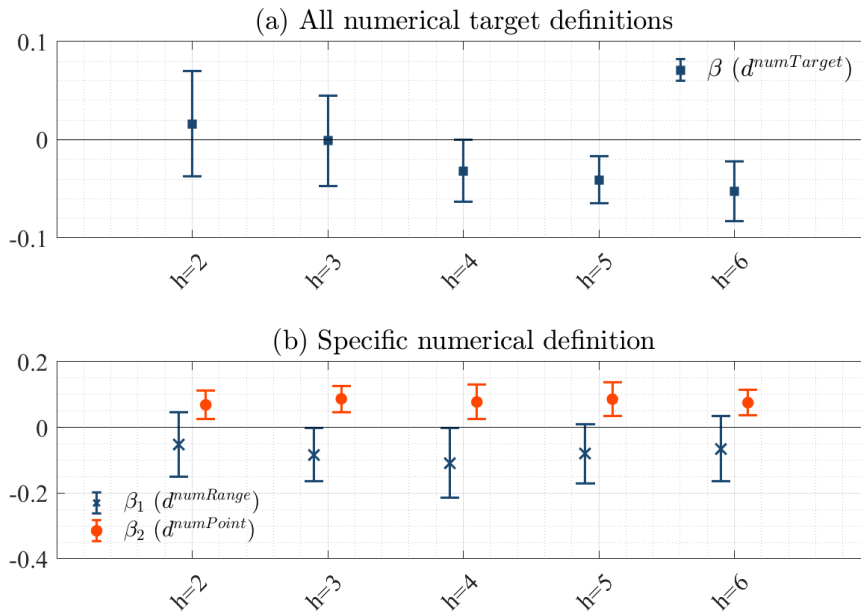 (a) All numerical target definitions
0.1
0
-0.1
β (d^{numTarget})
h=2
h=3
h=4
h=5
h=6
(b) Specific numerical definition
0.2
0
-0.2
-0.4
β₁ (d^{numRange})
β₂ (d^{numPoint})
h=2
h=3
h=4
h=5
h=6